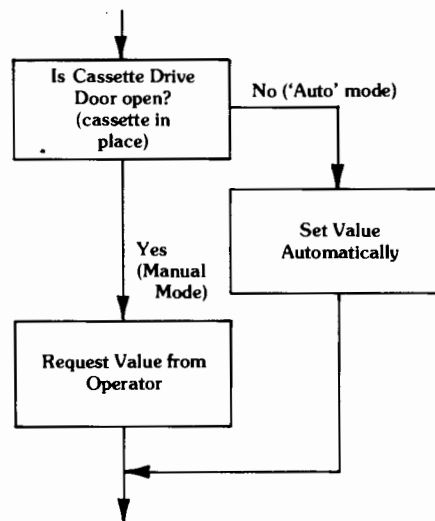 Is Cassette Drive
Door open?
(cassette in
place)
No ('Auto' mode)
Set Value
Automatically
Yes
(Manual
Mode)
Request Value from
Operator